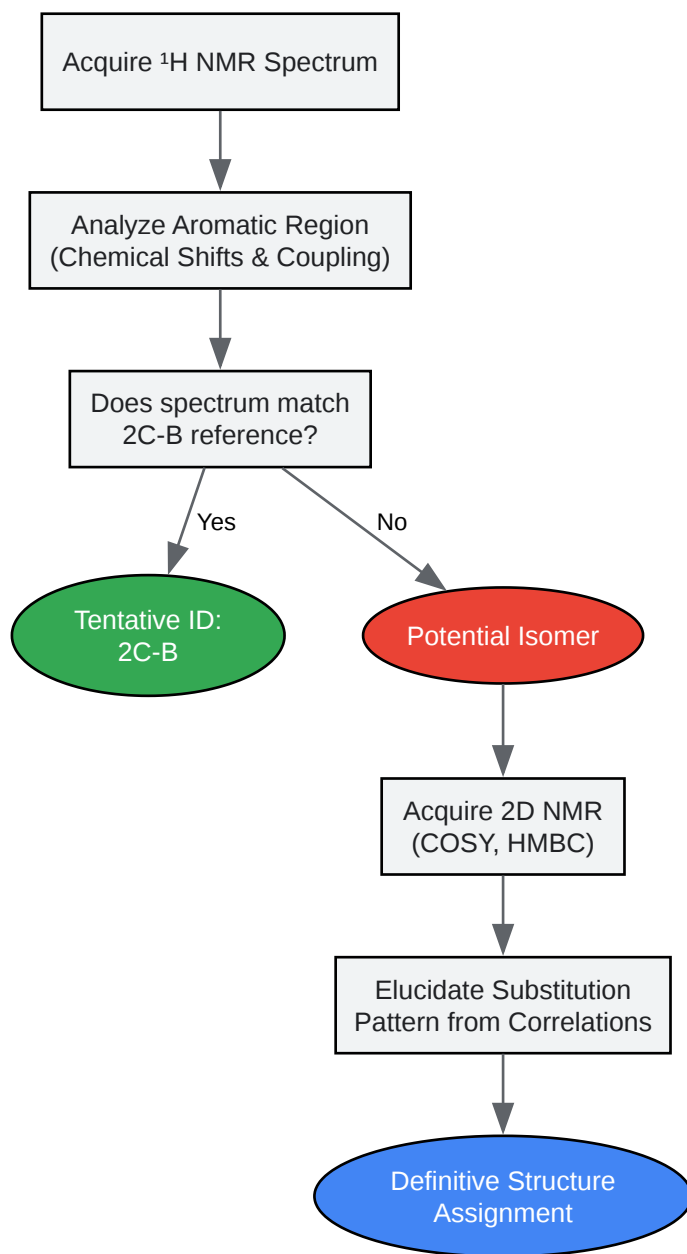 Acquire ¹H NMR Spectrum
Analyze Aromatic Region
(Chemical Shifts & Coupling)
Does spectrum match
2C-B reference?
Yes
No
Tentative ID:
2C-B
Potential Isomer
Acquire 2D NMR
(COSY, HMBC)
Elucidate Substitution
Pattern from Correlations
Definitive Structure
Assignment